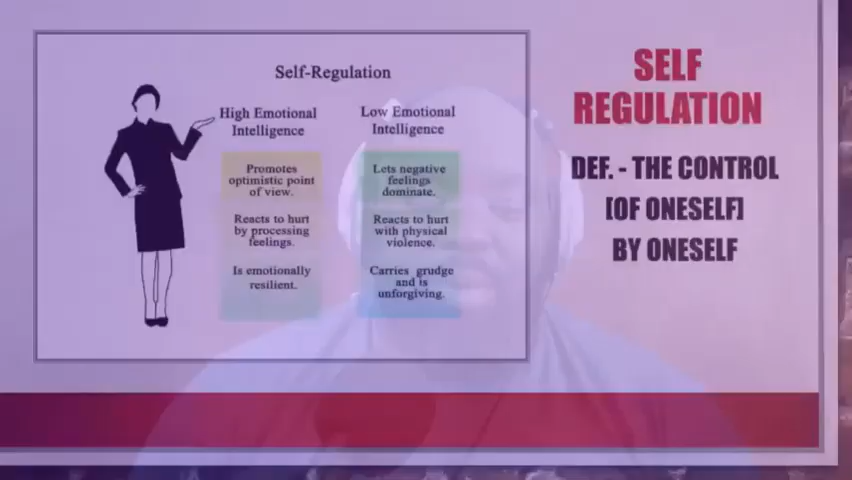 Self-Regulation
High Emotional
Intelligence
Promotes
optimistic point
of view.
Reacts to hurt
by processing
feelings.
Is emotionally
resilient.
Low Emotional
Intelligence
Lets negative
feelings
dominate.
Reacts to hurt
with physical
violence.
Carries grudge
and is
unforgiving.
SELF
REGULATION
DEF. - THE CONTROL
[OF ONESELF]
BY ONESELF